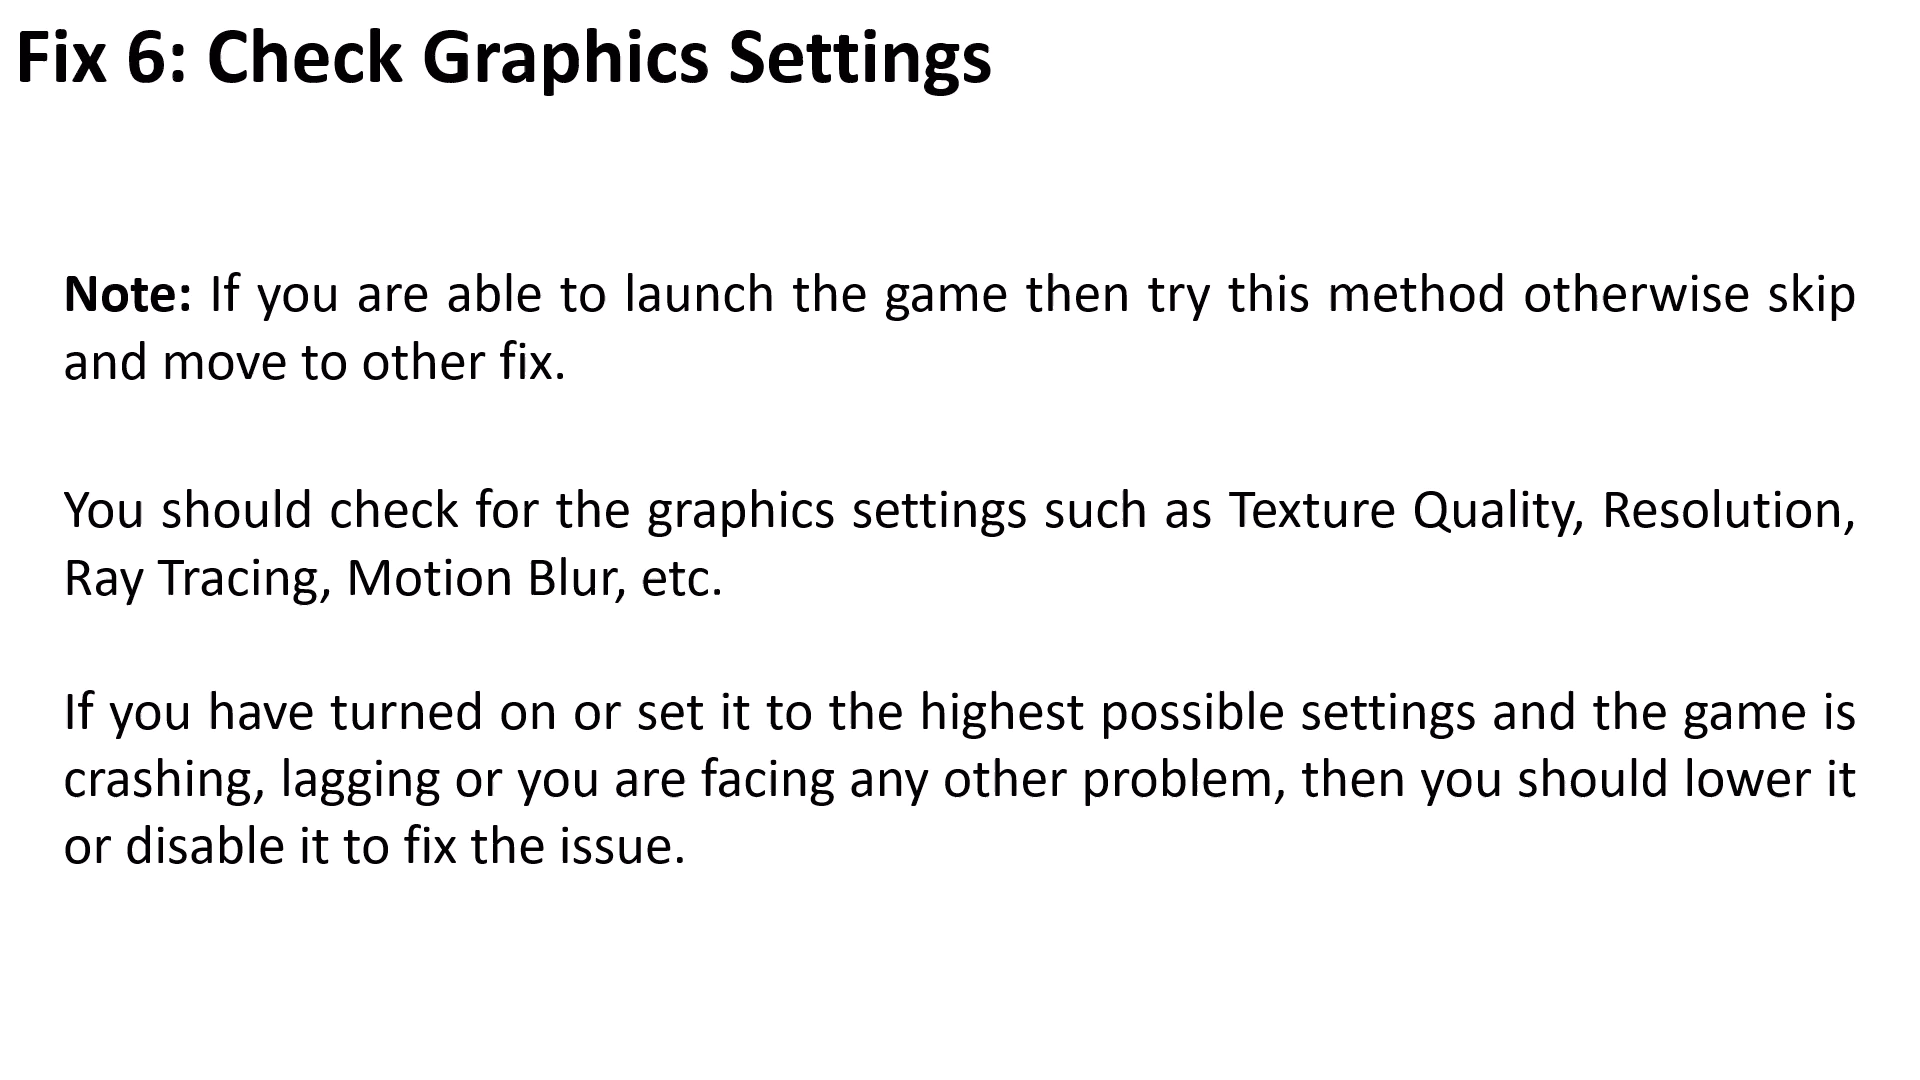 Fix 6: Check Graphics Settings
Note: If you are able to launch the game then try this method otherwise skip
and move to other fix.
You should check for the graphics settings such as Texture Quality, Resolution,
Ray Tracing, Motion Blur, etc.
If you have turned on or set it to the highest possible settings and the game is
crashing, lagging or you are facing any other problem, then you should lower it
or disable it to fix the issue.